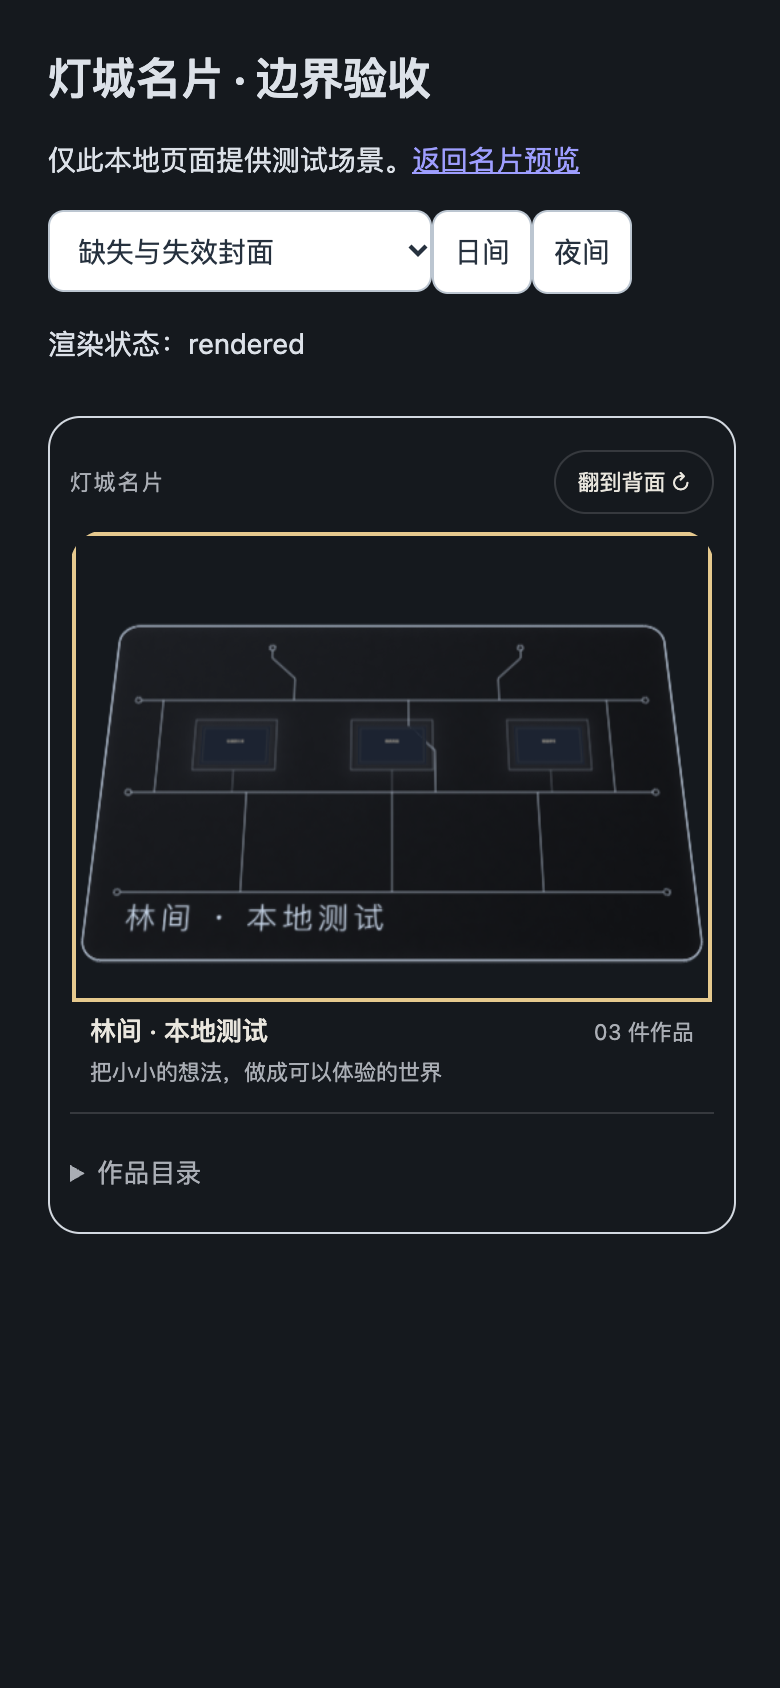 灯城名片 · 边界验收
仅此本地页面提供测试场景。返回名片预览
缺失与失效封面 日间 夜间
渲染状态：rendered
灯城名片 翻到背面 ↻
林间 · 本地测试
林间 · 本地测试 03 件作品
把小小的想法，做成可以体验的世界
▶ 作品目录